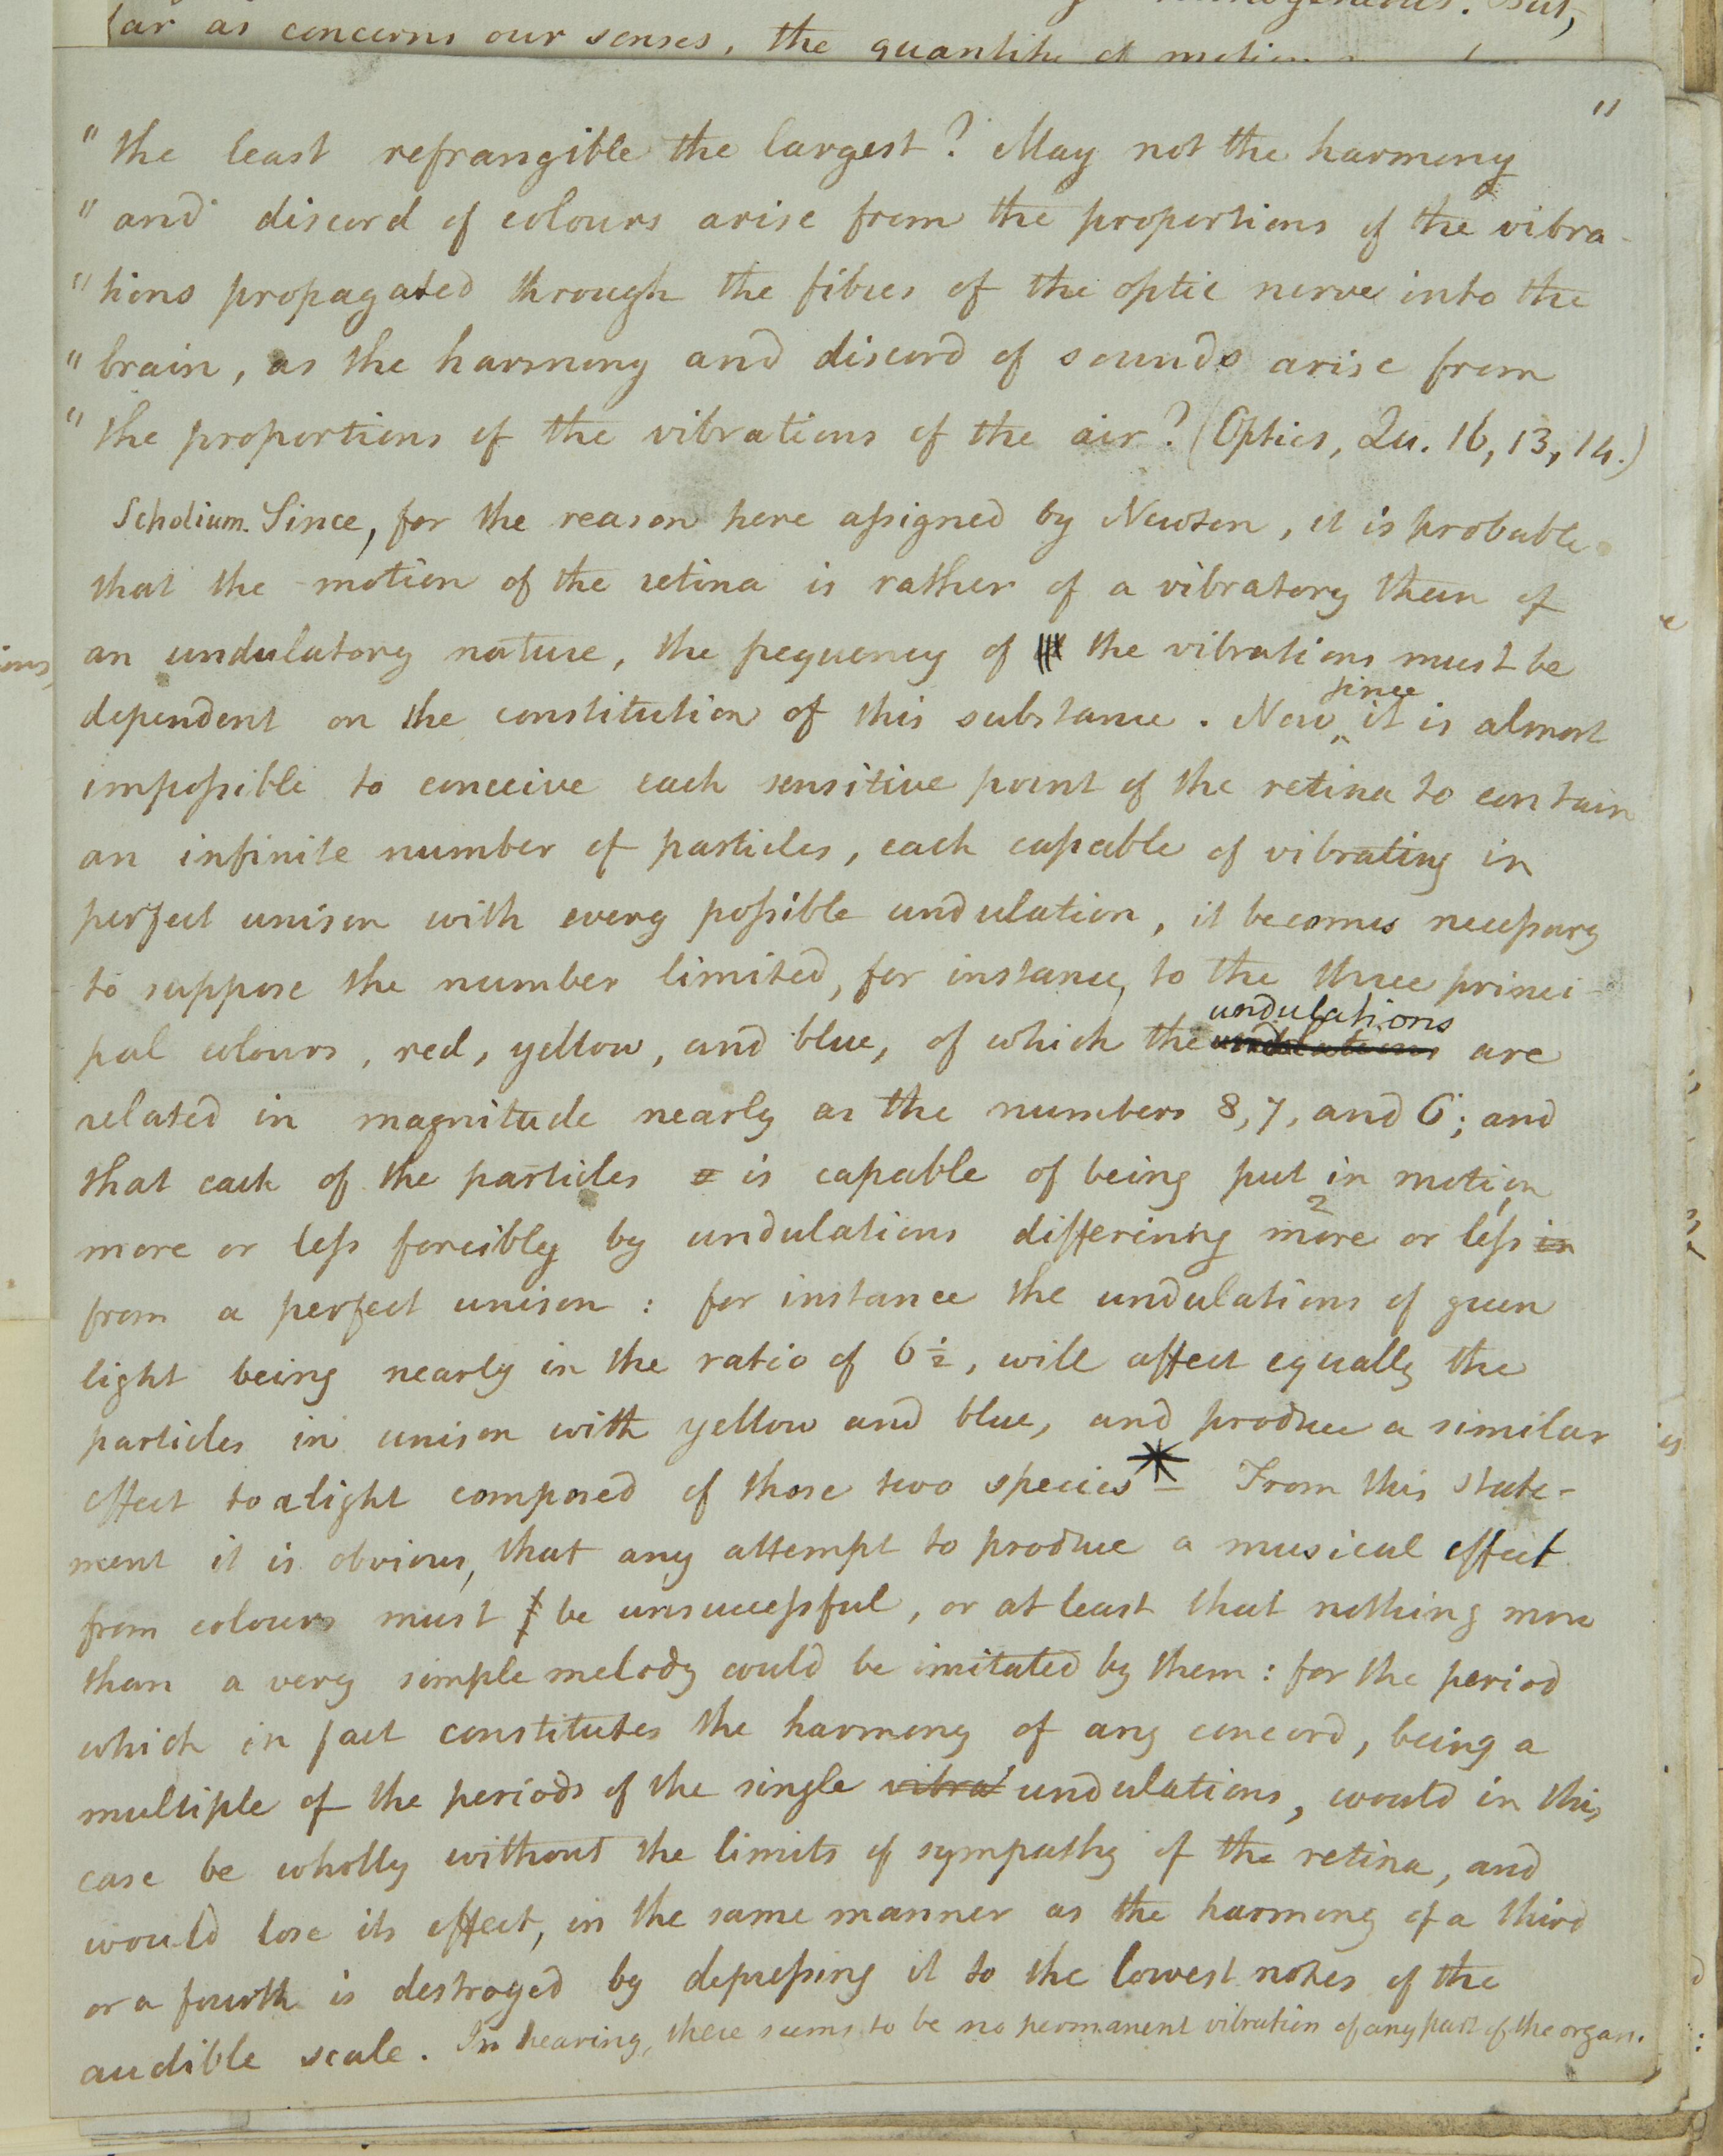 far as concerns our senses, the quantity of motion
11
" the least refrangible the largest? May not the harmony
" and discord of colours arise from the proportions of the vibra-
" tions propagated through the fibres of the optic nerve into the
" brain, as the harmony and discord of sounds arise from
" the proportions of the vibrations of the air? (Optics, Qu. 16, 13, 14.)
Scholium. Since, for the reason here assigned by Newton, it is probable
that the motion of the retina is rather of a vibratory than of
an undulatory nature, the frequency of the vibrations must be
since
dependent on the constitution of this substance. Now ‸ it is almost
impossible to conceive each sensitive point of the retina to contain
an infinite number of particles, each capable of vibrating in
perfect unison with every possible undulation, it becomes necessary
to suppose the number limited, for instance, to the three princi-
undulations
pal colours, red, yellow, and blue, of which the undulations are
related in magnitude nearly as the numbers 8, 7, and 6; and
that each of the particles is capable of being put in motion
more or less forcibly by undulations differing more or less in
from a perfect unison: for instance the undulations of green
light being nearly in the ratio of 6½, will affect equally the
particles in unison with yellow and blue, and produce a similar
effect to a light composed of those two species * From this state-
ment it is obvious, that any attempt to produce a musical effect
from colours must be unsuccessful, or at least that nothing more
than a very simple melody could be imitated by them: for the period
which in fact constitutes the harmony of any concord, being a
multiple of the periods of the single vibra undulations, would in this
case be wholly without the limits of sympathy of the retina, and
would lose its effect, in the same manner as the harmony of a third
or a fourth is destroyed by depressing it to the lowest notes of the
audible scale. In hearing, there seems to be no permanent vibration of any part of the organ.